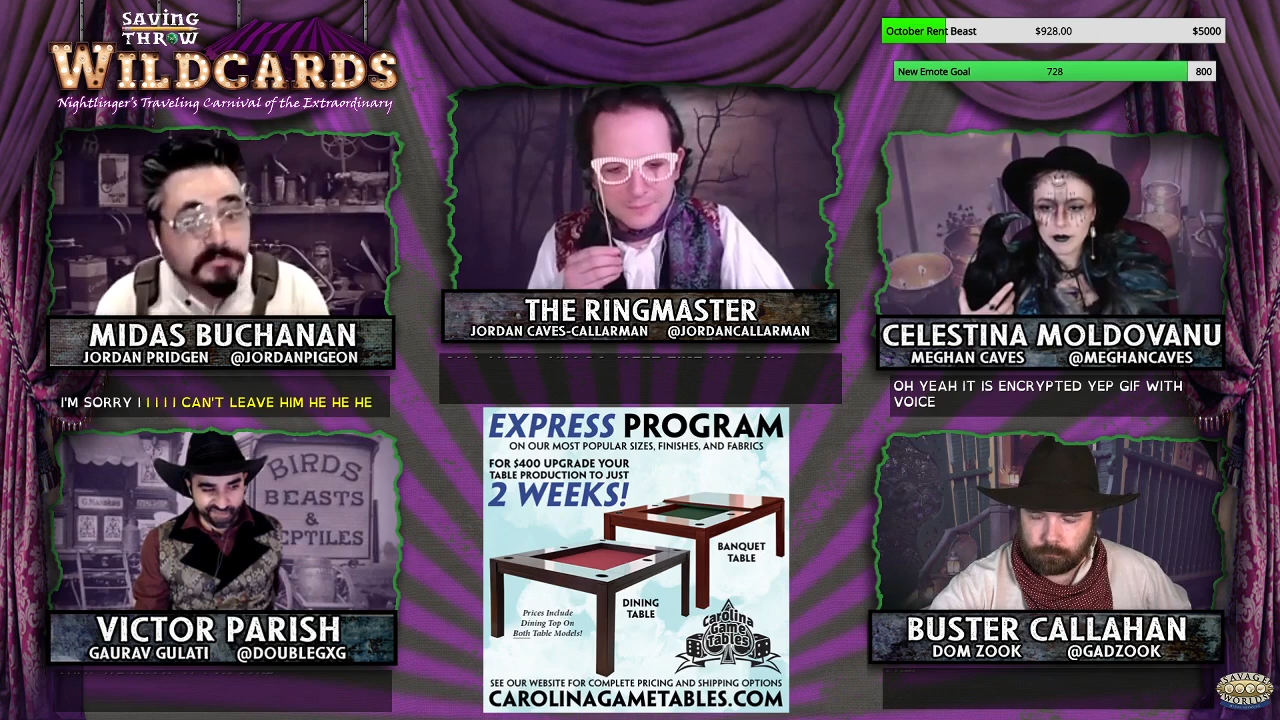 SAVING
THROW
WILDCARDS
Nightlinger's Traveling Carnival of the Extraordinary
October Rent Beast $928.00 $5000
New Emote Goal 728 800
MIDAS BUCHANAN
JORDAN PRIDGEN @JORDANPIGEON
I'M SORRY I I I I I CAN'T LEAVE HIM HE HE HE
THE RINGMASTER
JORDAN CAVES-CALLARMAN @JORDANCALLARMAN
CELESTINA MOLDOVANU
MEGHAN CAVES @MEGHANCAVES
OH YEAH IT IS ENCRYPTED YEP GIF WITH
VOICE
BIRDS
BEASTS
&
EPTILES
VICTOR PARISH
GAURAV GULATI @DOUBLEGXG
EXPRESS PROGRAM
ON OUR MOST POPULAR SIZES, FINISHES, AND FABRICS
FOR $400 UPGRADE YOUR
TABLE PRODUCTION TO JUST
2 WEEKS!
BANQUET
TABLE
DINING
TABLE
Prices Include
Dining Top On
Both Table Models!
Carolina
Game
Tables
SEE OUR WEBSITE FOR COMPLETE PRICING AND SHIPPING OPTIONS
CAROLINAGAMETABLES.COM
BUSTER CALLAHAN
DOM ZOOK @GADZOOK
SAVAGE
WORLDS